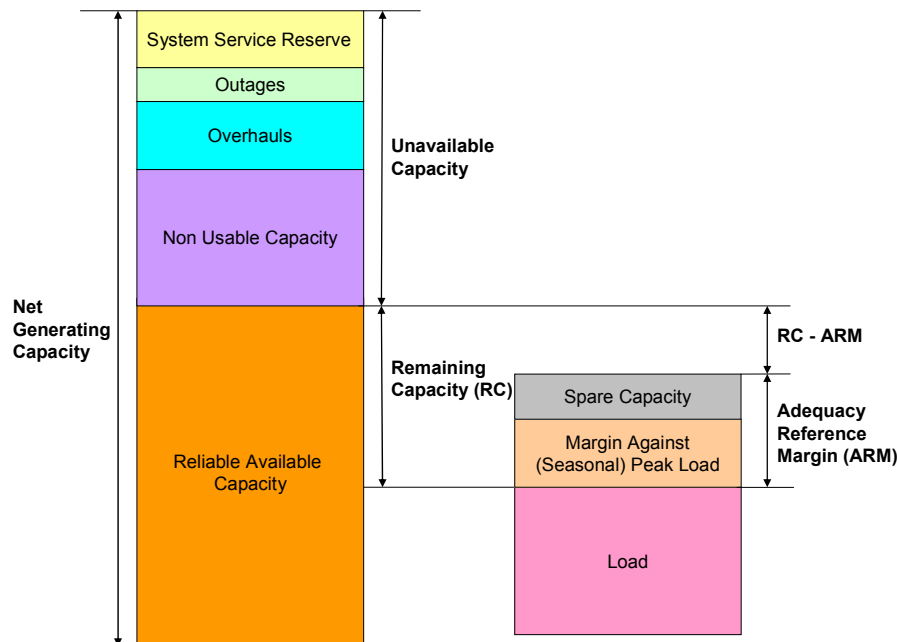 System Service Reserve
Outages
Overhauls
Unavailable
Capacity
Non Usable Capacity
Net
Generating
Capacity
RC - ARM
Remaining
Capacity (RC)
Spare Capacity
Adequacy
Reference
Margin (ARM)
Margin Against
(Seasonal) Peak Load
Reliable Available
Capacity
Load